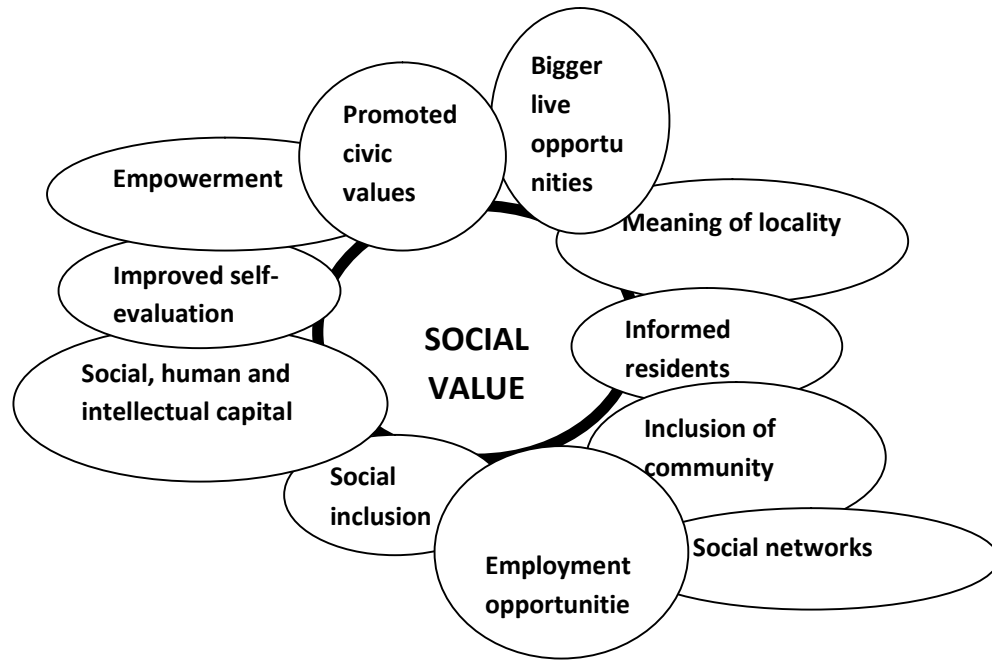 Bigger
live
opportu
nities
Promoted
civic
values
Empowerment
Meaning of locality
Improved self-
evaluation
SOCIAL
VALUE
Informed
residents
Social, human and
intellectual capital
Inclusion of
community
Social
inclusion
Social networks
Employment
opportunitie